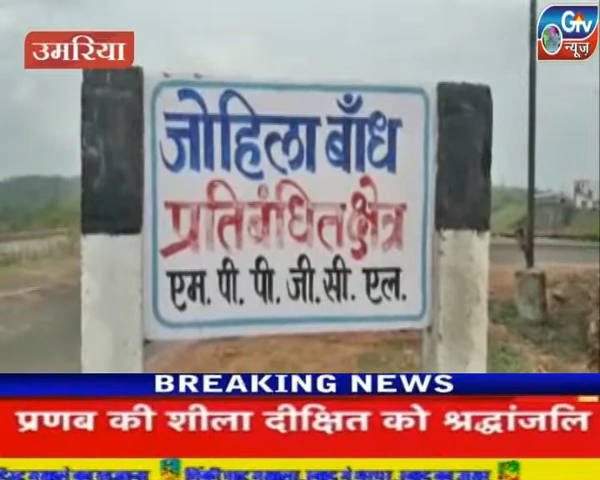 उमरिया
Gtv
न्यूज़
जोहिला बाँध
प्रतिबंधित क्षेत्र
एम. पी. पी. जी. सी. एल.
BREAKING NEWS
प्रणब की शीला दीक्षित को श्रद्धांजलि